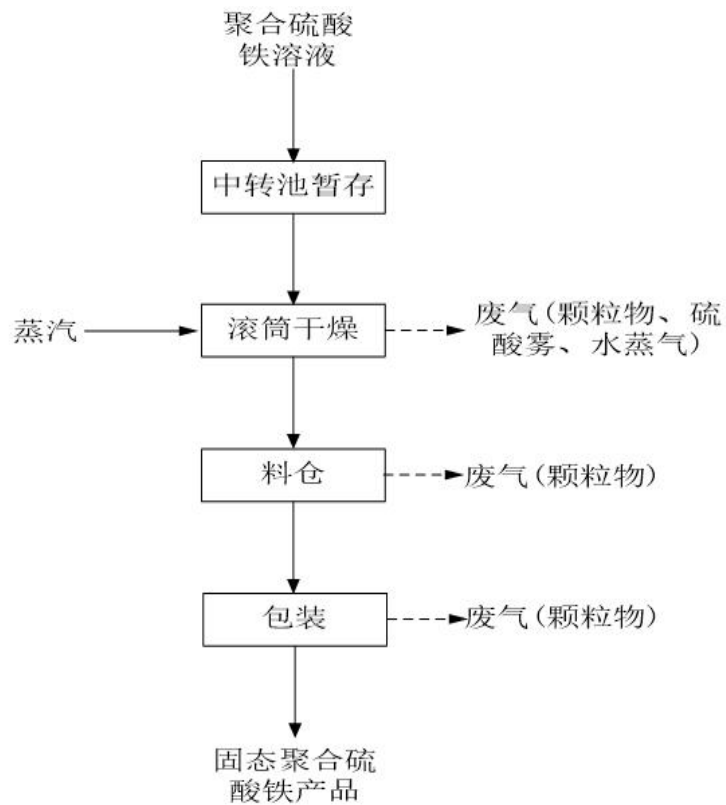 聚合硫酸
铁溶液
中转池暂存
蒸汽
滚筒干燥
废气(颗粒物、硫
酸雾、水蒸气)
料仓
废气(颗粒物)
包装
废气(颗粒物)
固态聚合硫
酸铁产品